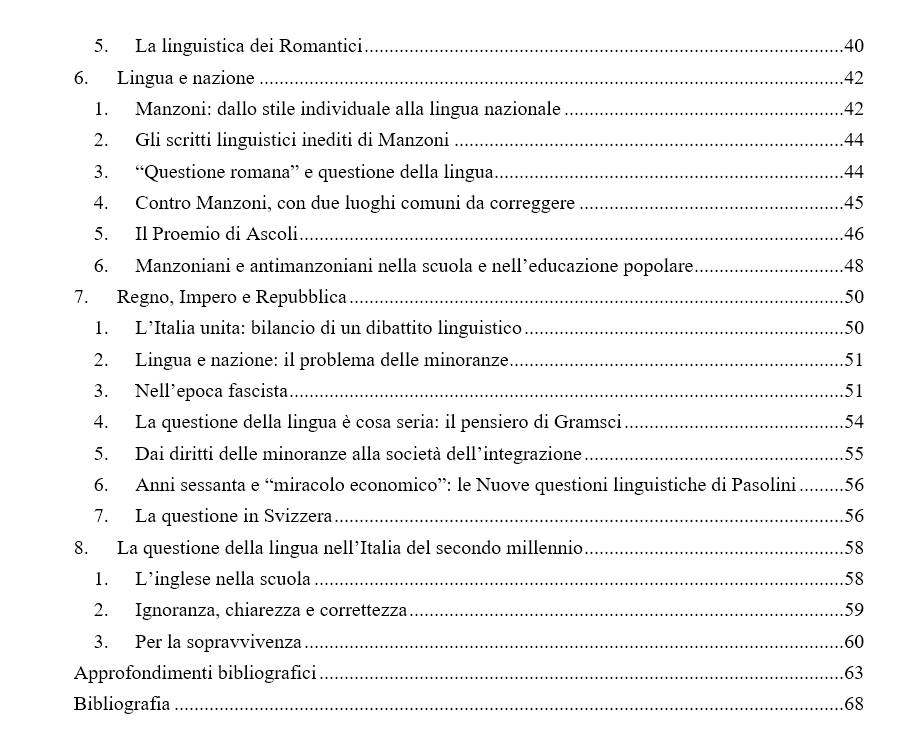 5. La linguistica dei Romantici 40
6. Lingua e nazione 42
1. Manzoni: dallo stile individuale alla lingua nazionale 42
2. Gli scritti linguistici inediti di Manzoni 44
3. “Questione romana” e questione della lingua 44
4. Contro Manzoni, con due luoghi comuni da correggere 45
5. Il Proemio di Ascoli 46
6. Manzoniani e antimanzoniani nella scuola e nell’educazione popolare 48
7. Regno, Impero e Repubblica 50
1. L’Italia unita: bilancio di un dibattito linguistico 50
2. Lingua e nazione: il problema delle minoranze 51
3. Nell’epoca fascista 51
4. La questione della lingua è cosa seria: il pensiero di Gramsci 54
5. Dai diritti delle minoranze alla società dell’integrazione 55
6. Anni sessanta e “miracolo economico”: le Nuove questioni linguistiche di Pasolini 56
7. La questione in Svizzera 56
8. La questione della lingua nell’Italia del secondo millennio 58
1. L’inglese nella scuola 58
2. Ignoranza, chiarezza e correttezza 59
3. Per la sopravvivenza 60
Approfondimenti bibliografici 63
Bibliografia 68